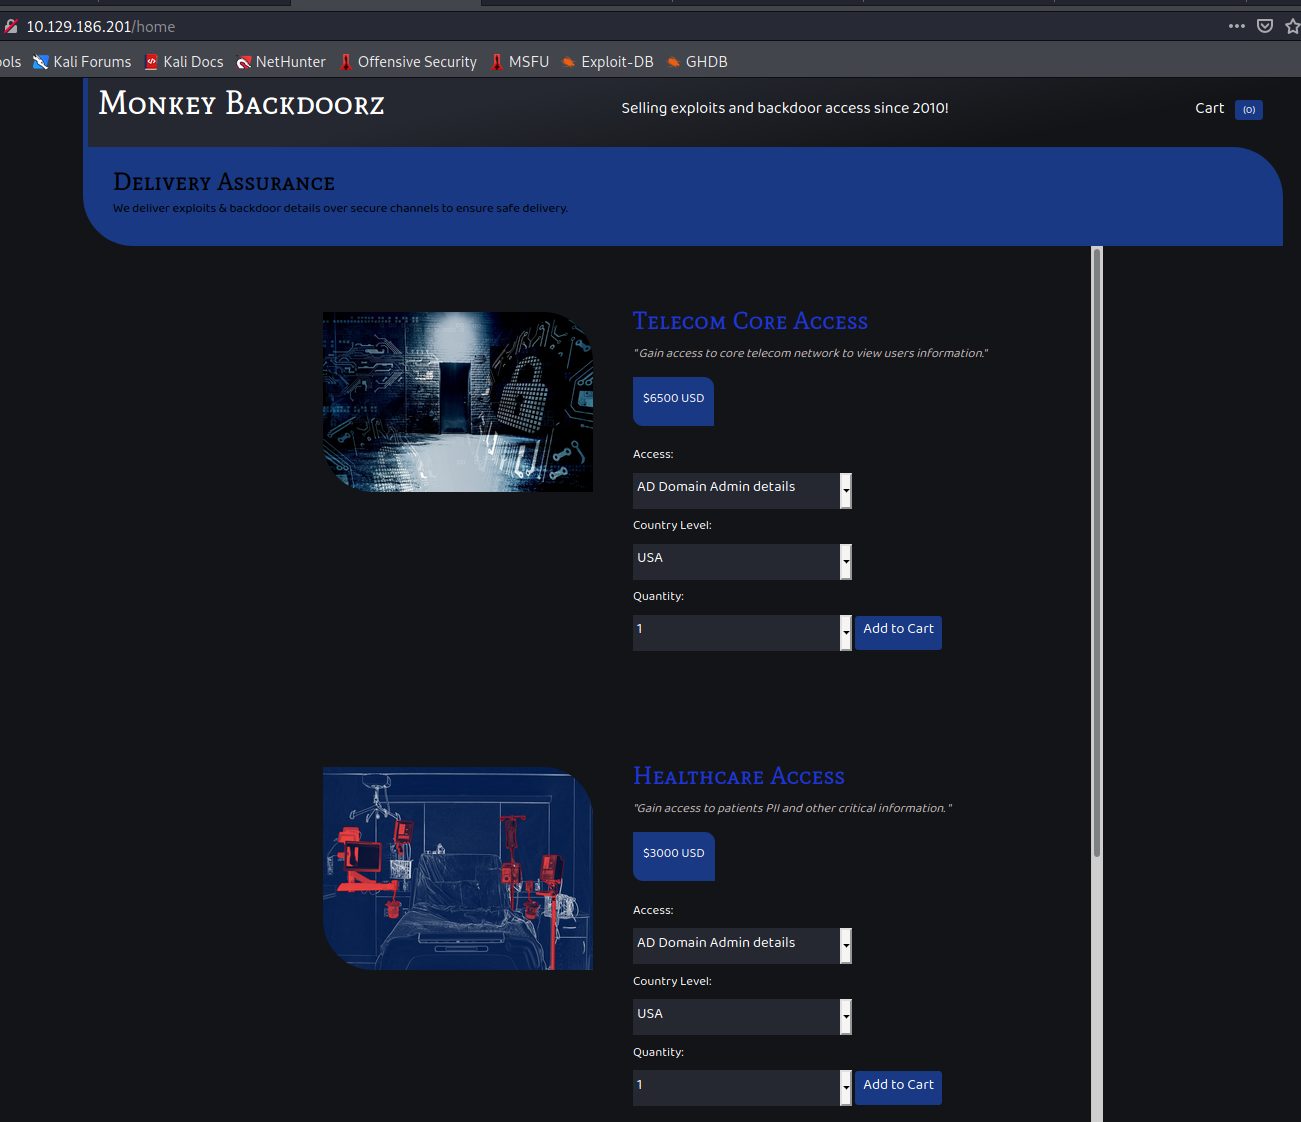 10.129.186.201/home
ools Kali Forums Kali Docs NetHunter Offensive Security MSFU Exploit-DB GHDB
Monkey Backdoorz
Selling exploits and backdoor access since 2010!
Cart (0)
Delivery Assurance
We deliver exploits & backdoor details over secure channels to ensure safe delivery.
Telecom Core Access
"Gain access to core telecom network to view users information."
$6500 USD
Access:
AD Domain Admin details
Country Level:
USA
Quantity:
1 Add to Cart
Healthcare Access
"Gain access to patients PII and other critical information."
$3000 USD
Access:
AD Domain Admin details
Country Level:
USA
Quantity:
1 Add to Cart